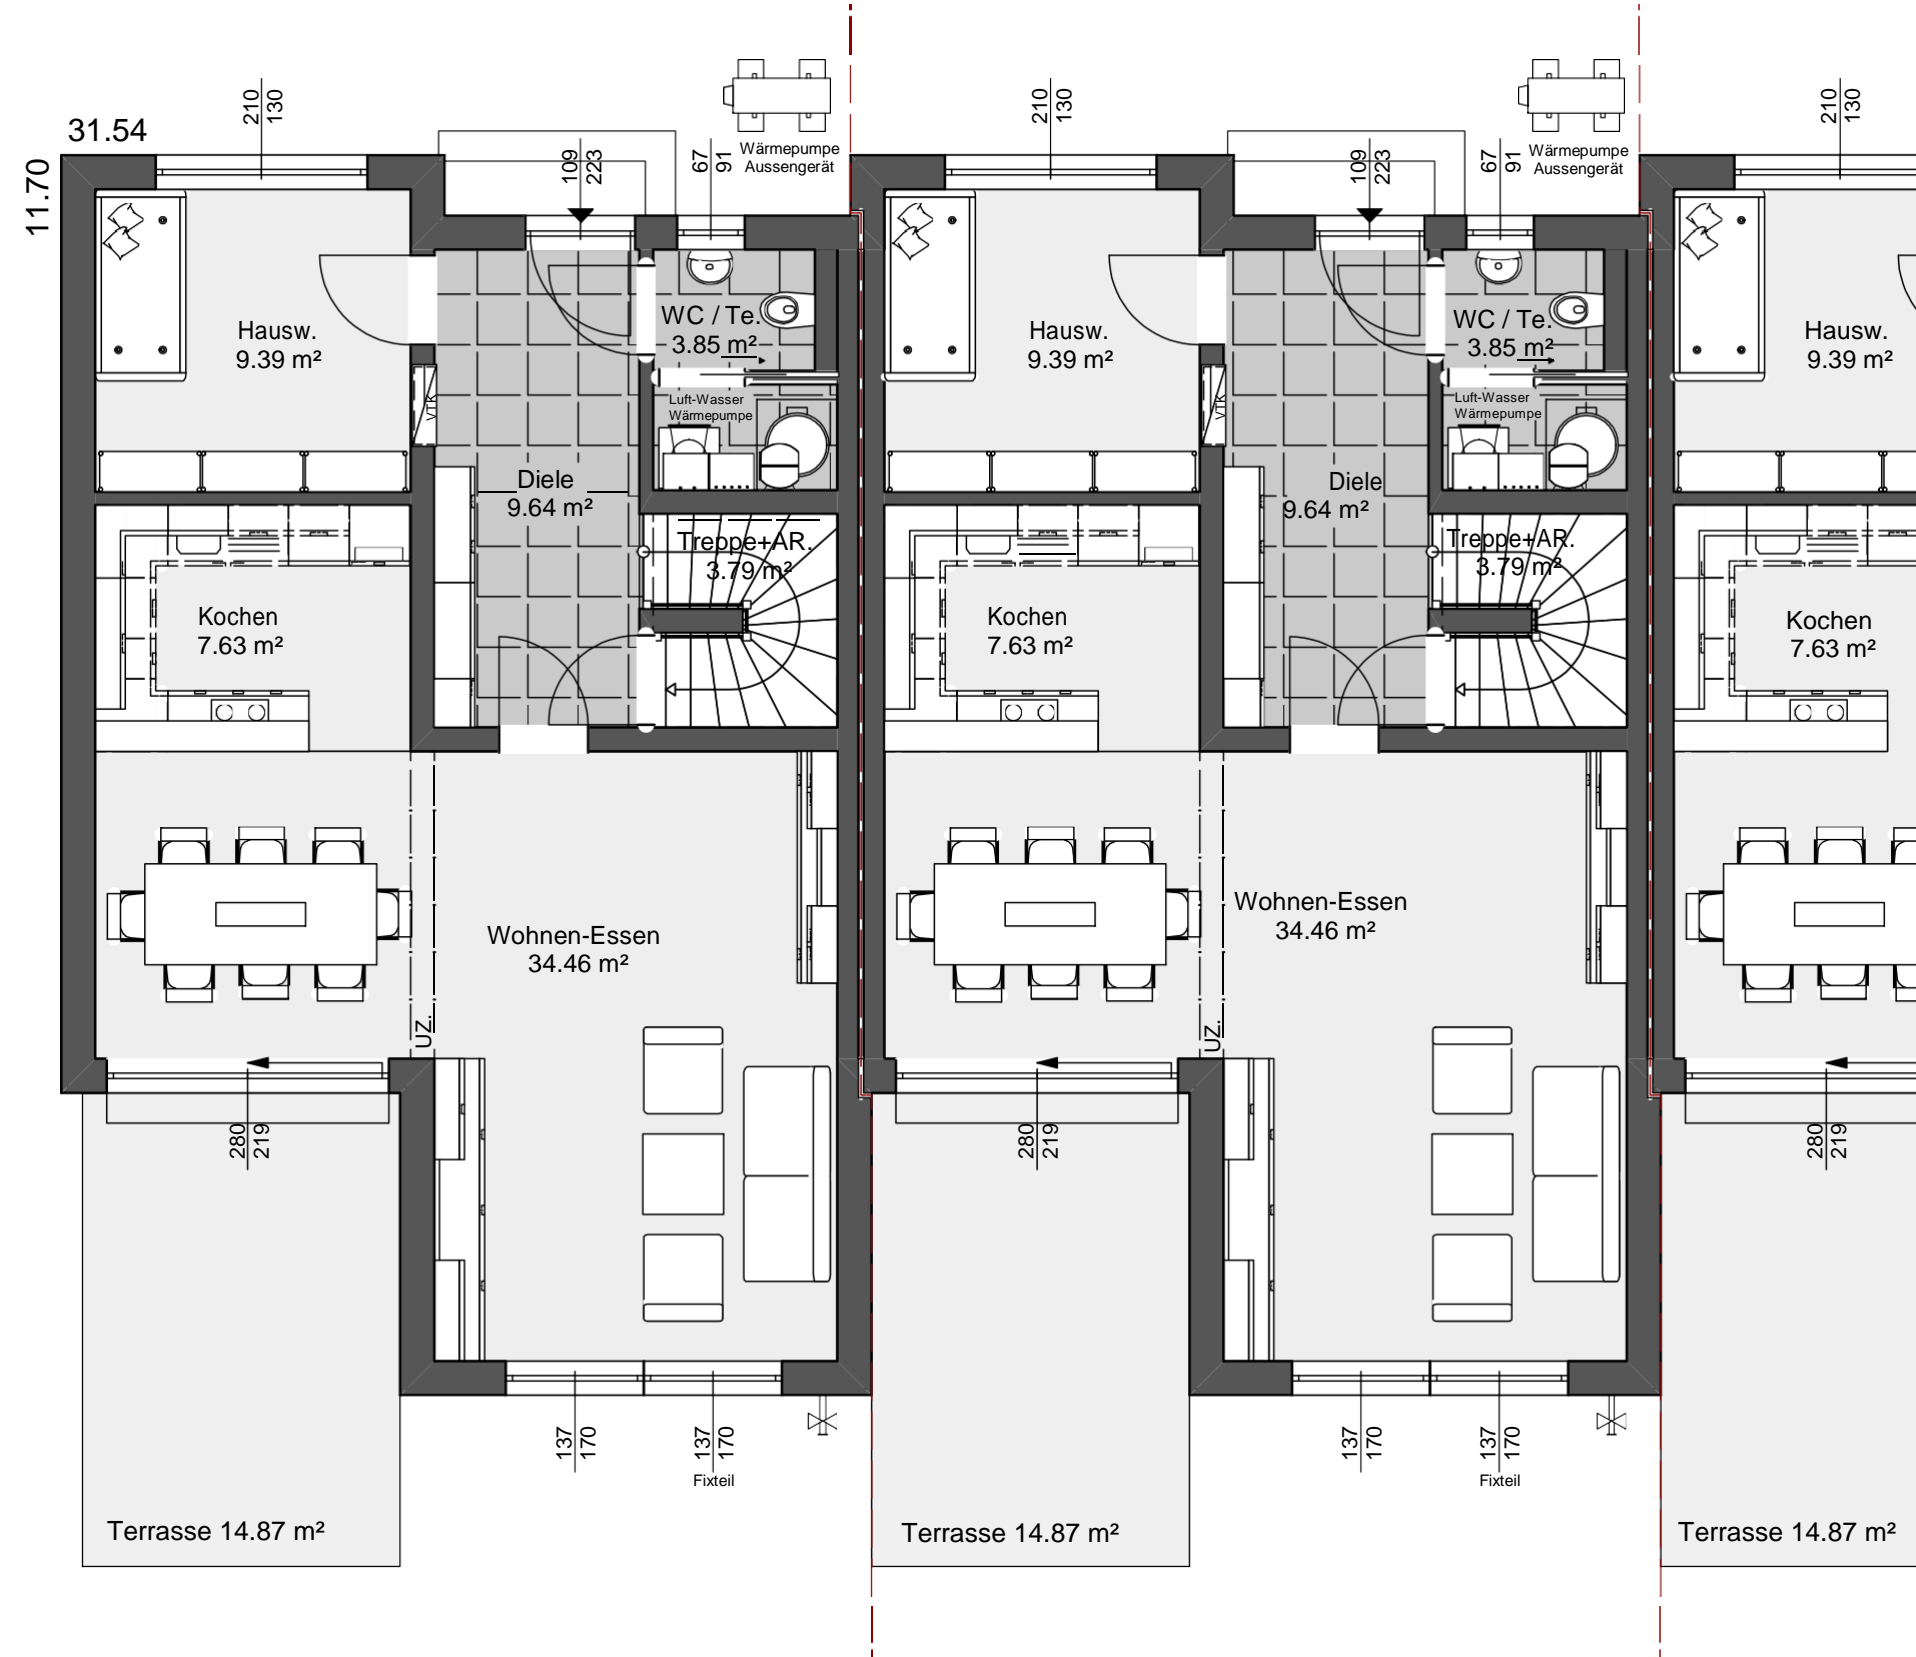 31.54
11.70
210
130
109
223
67
91
Wärmepumpe
Aussengerät
210
130
109
223
67
91
Wärmepumpe
Aussengerät
210
130
Hausw.
9.39 m²
WC / Te.
3.85 m²
Luft-Wasser
Wärmepumpe
VTK
Diele
9.64 m²
Treppe+AR.
3.79 m²
Kochen
7.63 m²
Wohnen-Essen
34.46 m²
UZ.
280
219
137
170
137
170
Fixteil
Terrasse 14.87 m²
Hausw.
9.39 m²
WC / Te.
3.85 m²
Luft-Wasser
Wärmepumpe
VTK
Diele
9.64 m²
Treppe+AR.
3.79 m²
Kochen
7.63 m²
Wohnen-Essen
34.46 m²
UZ.
280
219
137
170
137
170
Fixteil
Terrasse 14.87 m²
Hausw.
9.39 m²
Kochen
7.63 m²
280
219
Terrasse 14.87 m²